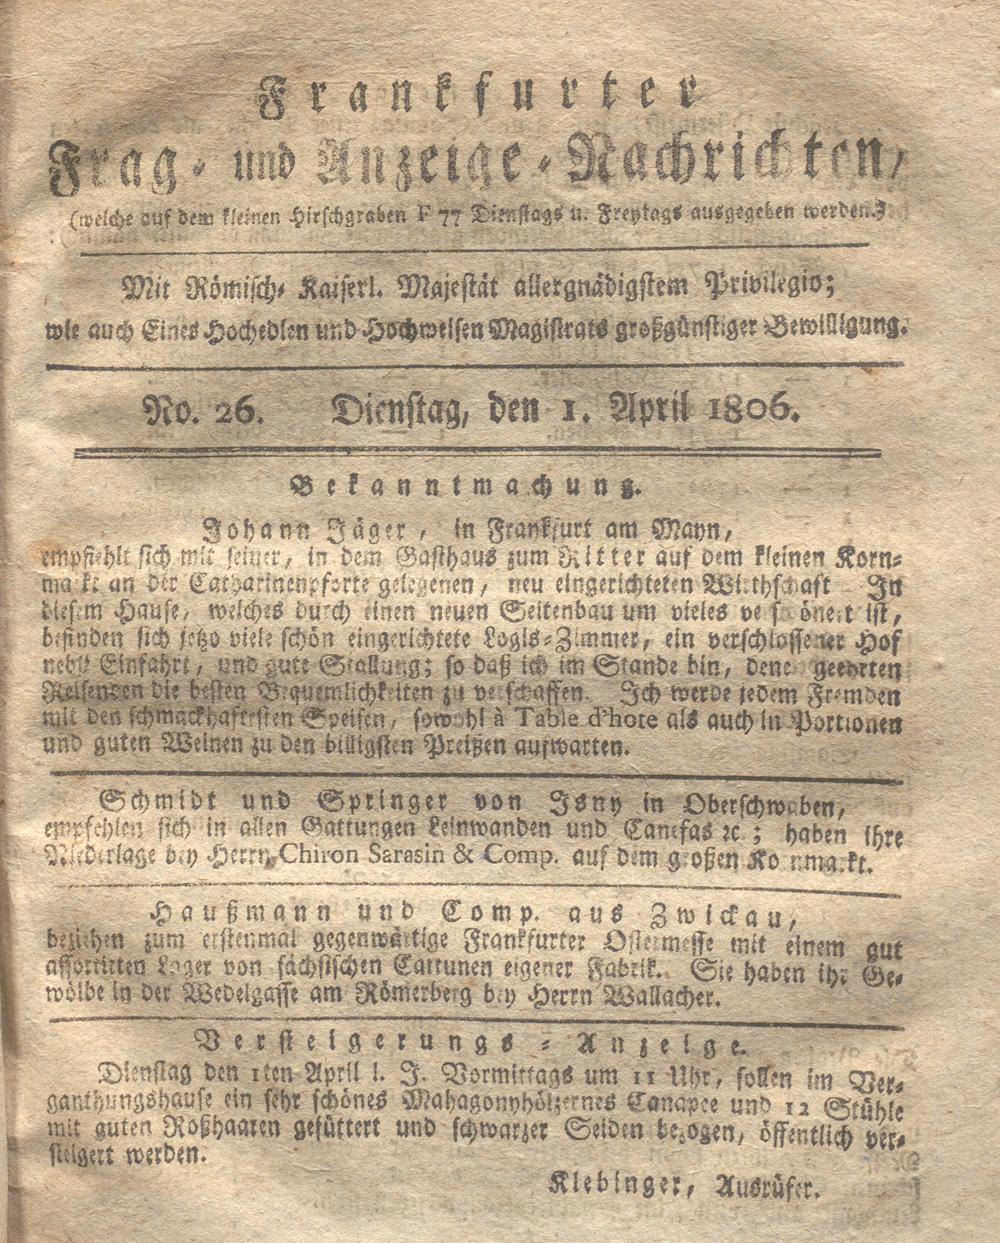 Frankfurter
Frag- und Anzeige-Nachrichten,
(welche auf dem kleinen Hirschgraben F 77 Dienstags u. Freytags ausgegeben werden.)
Mit Römisch- Kaiserl. Majestät allergnädigstem Privilegio;
wie auch Eines Hochedlen und Hochweisen Magistrats großgünstiger Bewilligung.
No. 26. Dienstag, den 1. April 1806.
Bekanntmachung.
Johann Jäger, in Frankfurt am Mayn,
empfiehlt sich mit seiner, in dem Gasthaus zum Ritter auf dem kleinen Korn-
markt an der Catharinenpforte gelegenen, neu eingerichteten Wirthschaft In
diesem Hause, welches durch einen neuen Seitenbau um vieles verschönert ist,
befinden sich jetzo viele schön eingerichtete Logis-Zimmer, ein verschlossener Hof
nebst Einfahrt, und gute Stallung; so daß ich im Stande bin, denen geehrten
Reisenden die besten Bequemlichkeiten zu verschaffen. Ich werde jedem Fremden
mit den schmackhaftesten Speisen, sowohl à Table d'hote als auch in Portionen
und guten Weinen zu den billigsten Preißen aufwarten.
Schmidt und Springer von Isny in Oberschwaben,
empfehlen sich in allen Gattungen Leinwanden und Canefas ꝛc.; haben ihre
Niederlage bey Herrn Chiron Sarasin & Comp. auf dem großen Kornmarkt.
Haußmann und Comp. aus Zwickau,
beziehen zum erstenmal gegenwärtige Frankfurter Ostermesse mit einem gut
assortirten Lager von sächsischen Cattunen eigener Fabrik. Sie haben ihr Ge-
wölbe in der Wedelgasse am Römerberg bey Herrn Wallacher.
Versteigerungs-Anzeige.
Dienstag den 1ten April l. J. Vormittags um 11 Uhr, sollen im Ver-
ganthungshause ein sehr schönes Mahagonyhölzernes Canapee und 12 Stühle
mit guten Roßhaaren gefüttert und schwarzer Seiden bezogen, öffentlich ver-
steigert werden.
Klebinger, Ausrüfer.